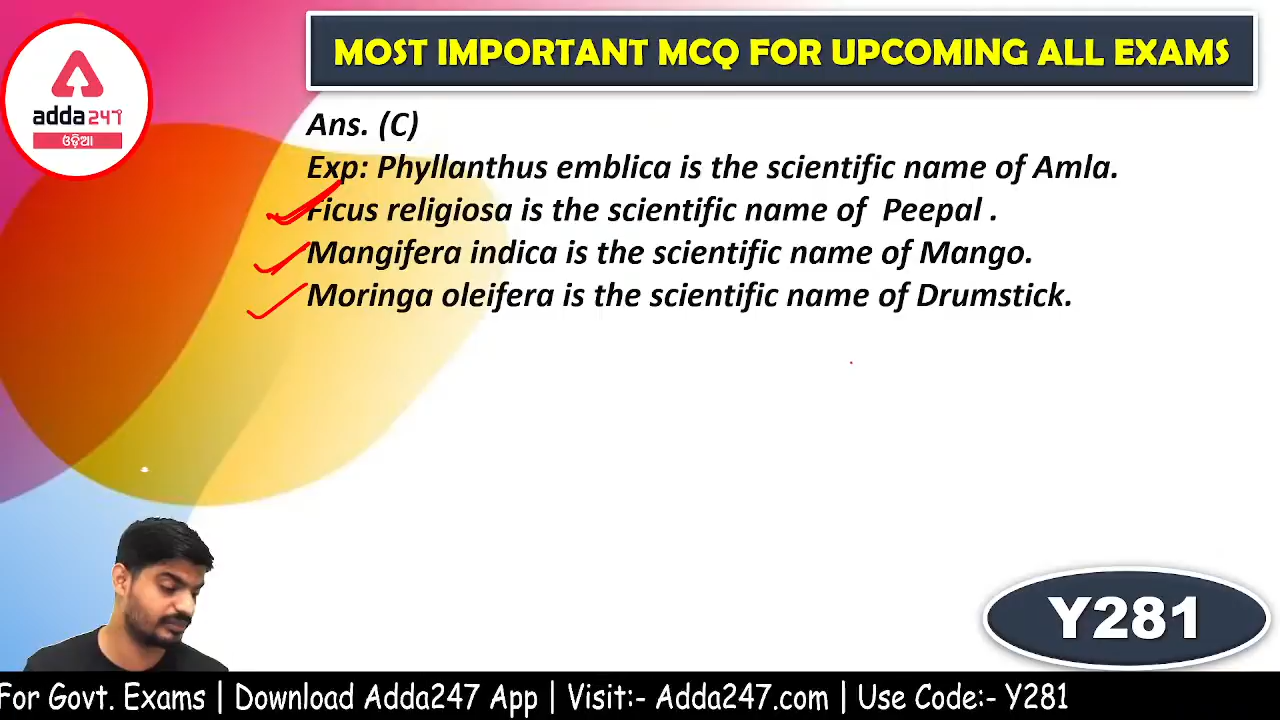 MOST IMPORTANT MCQ FOR UPCOMING ALL EXAMS
adda247
ଓଡ଼ିଆ
Ans. (C)
Exp: Phyllanthus emblica is the scientific name of Amla.
Ficus religiosa is the scientific name of Peepal .
Mangifera indica is the scientific name of Mango.
Moringa oleifera is the scientific name of Drumstick.
Y281
For Govt. Exams | Download Adda247 App | Visit:- Adda247.com | Use Code:- Y281